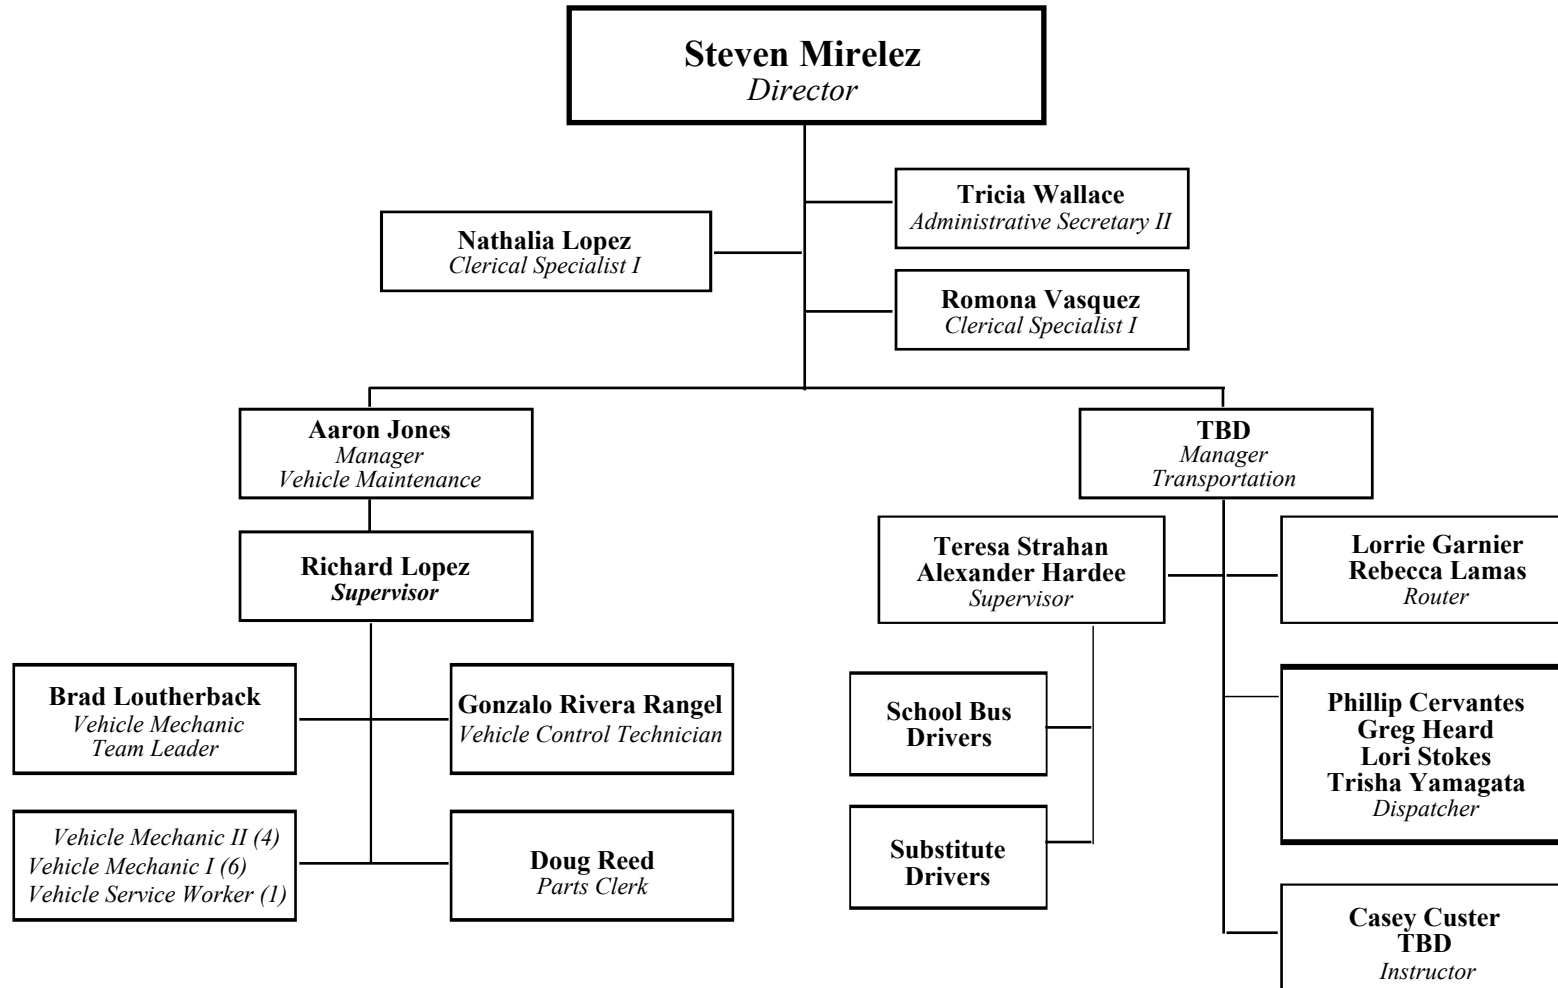 Steven Mirelez
Director
Tricia Wallace
Administrative Secretary II
Nathalia Lopez
Clerical Specialist I
Romona Vasquez
Clerical Specialist I
Aaron Jones
Manager
Vehicle Maintenance
TBD
Manager
Transportation
Richard Lopez
Supervisor
Teresa Strahan
Alexander Hardee
Supervisor
Lorrie Garnier
Rebecca Lamas
Router
Brad Loutherback
Vehicle Mechanic
Team Leader
Gonzalo Rivera Rangel
Vehicle Control Technician
School Bus
Drivers
Phillip Cervantes
Greg Heard
Lori Stokes
Trisha Yamagata
Dispatcher
Vehicle Mechanic II (4)
Vehicle Mechanic I (6)
Vehicle Service Worker (1)
Doug Reed
Parts Clerk
Substitute
Drivers
Casey Custer
TBD
Instructor